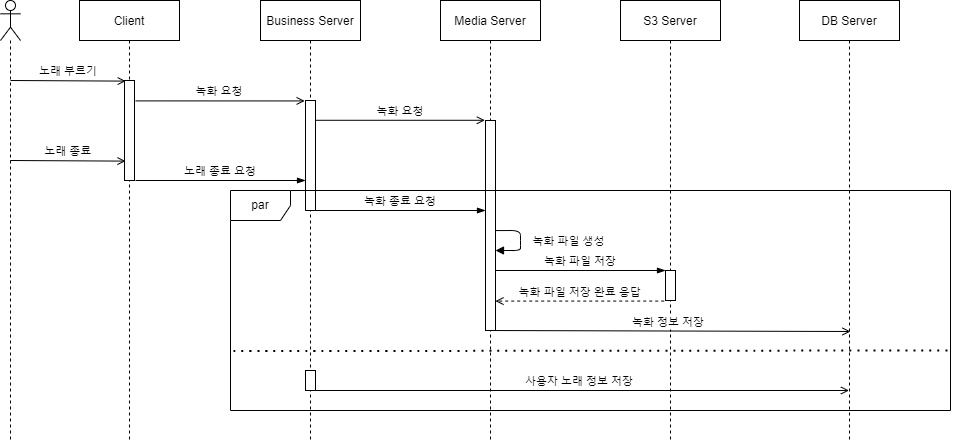 Client
Business Server
Media Server
S3 Server
DB Server
노래 부르기
녹화 요청
녹화 요청
노래 종료
노래 종료 요청
par
녹화 종료 요청
녹화 파일 생성
녹화 파일 저장
녹화 파일 저장 완료 응답
녹화 정보 저장
사용자 노래 정보 저장